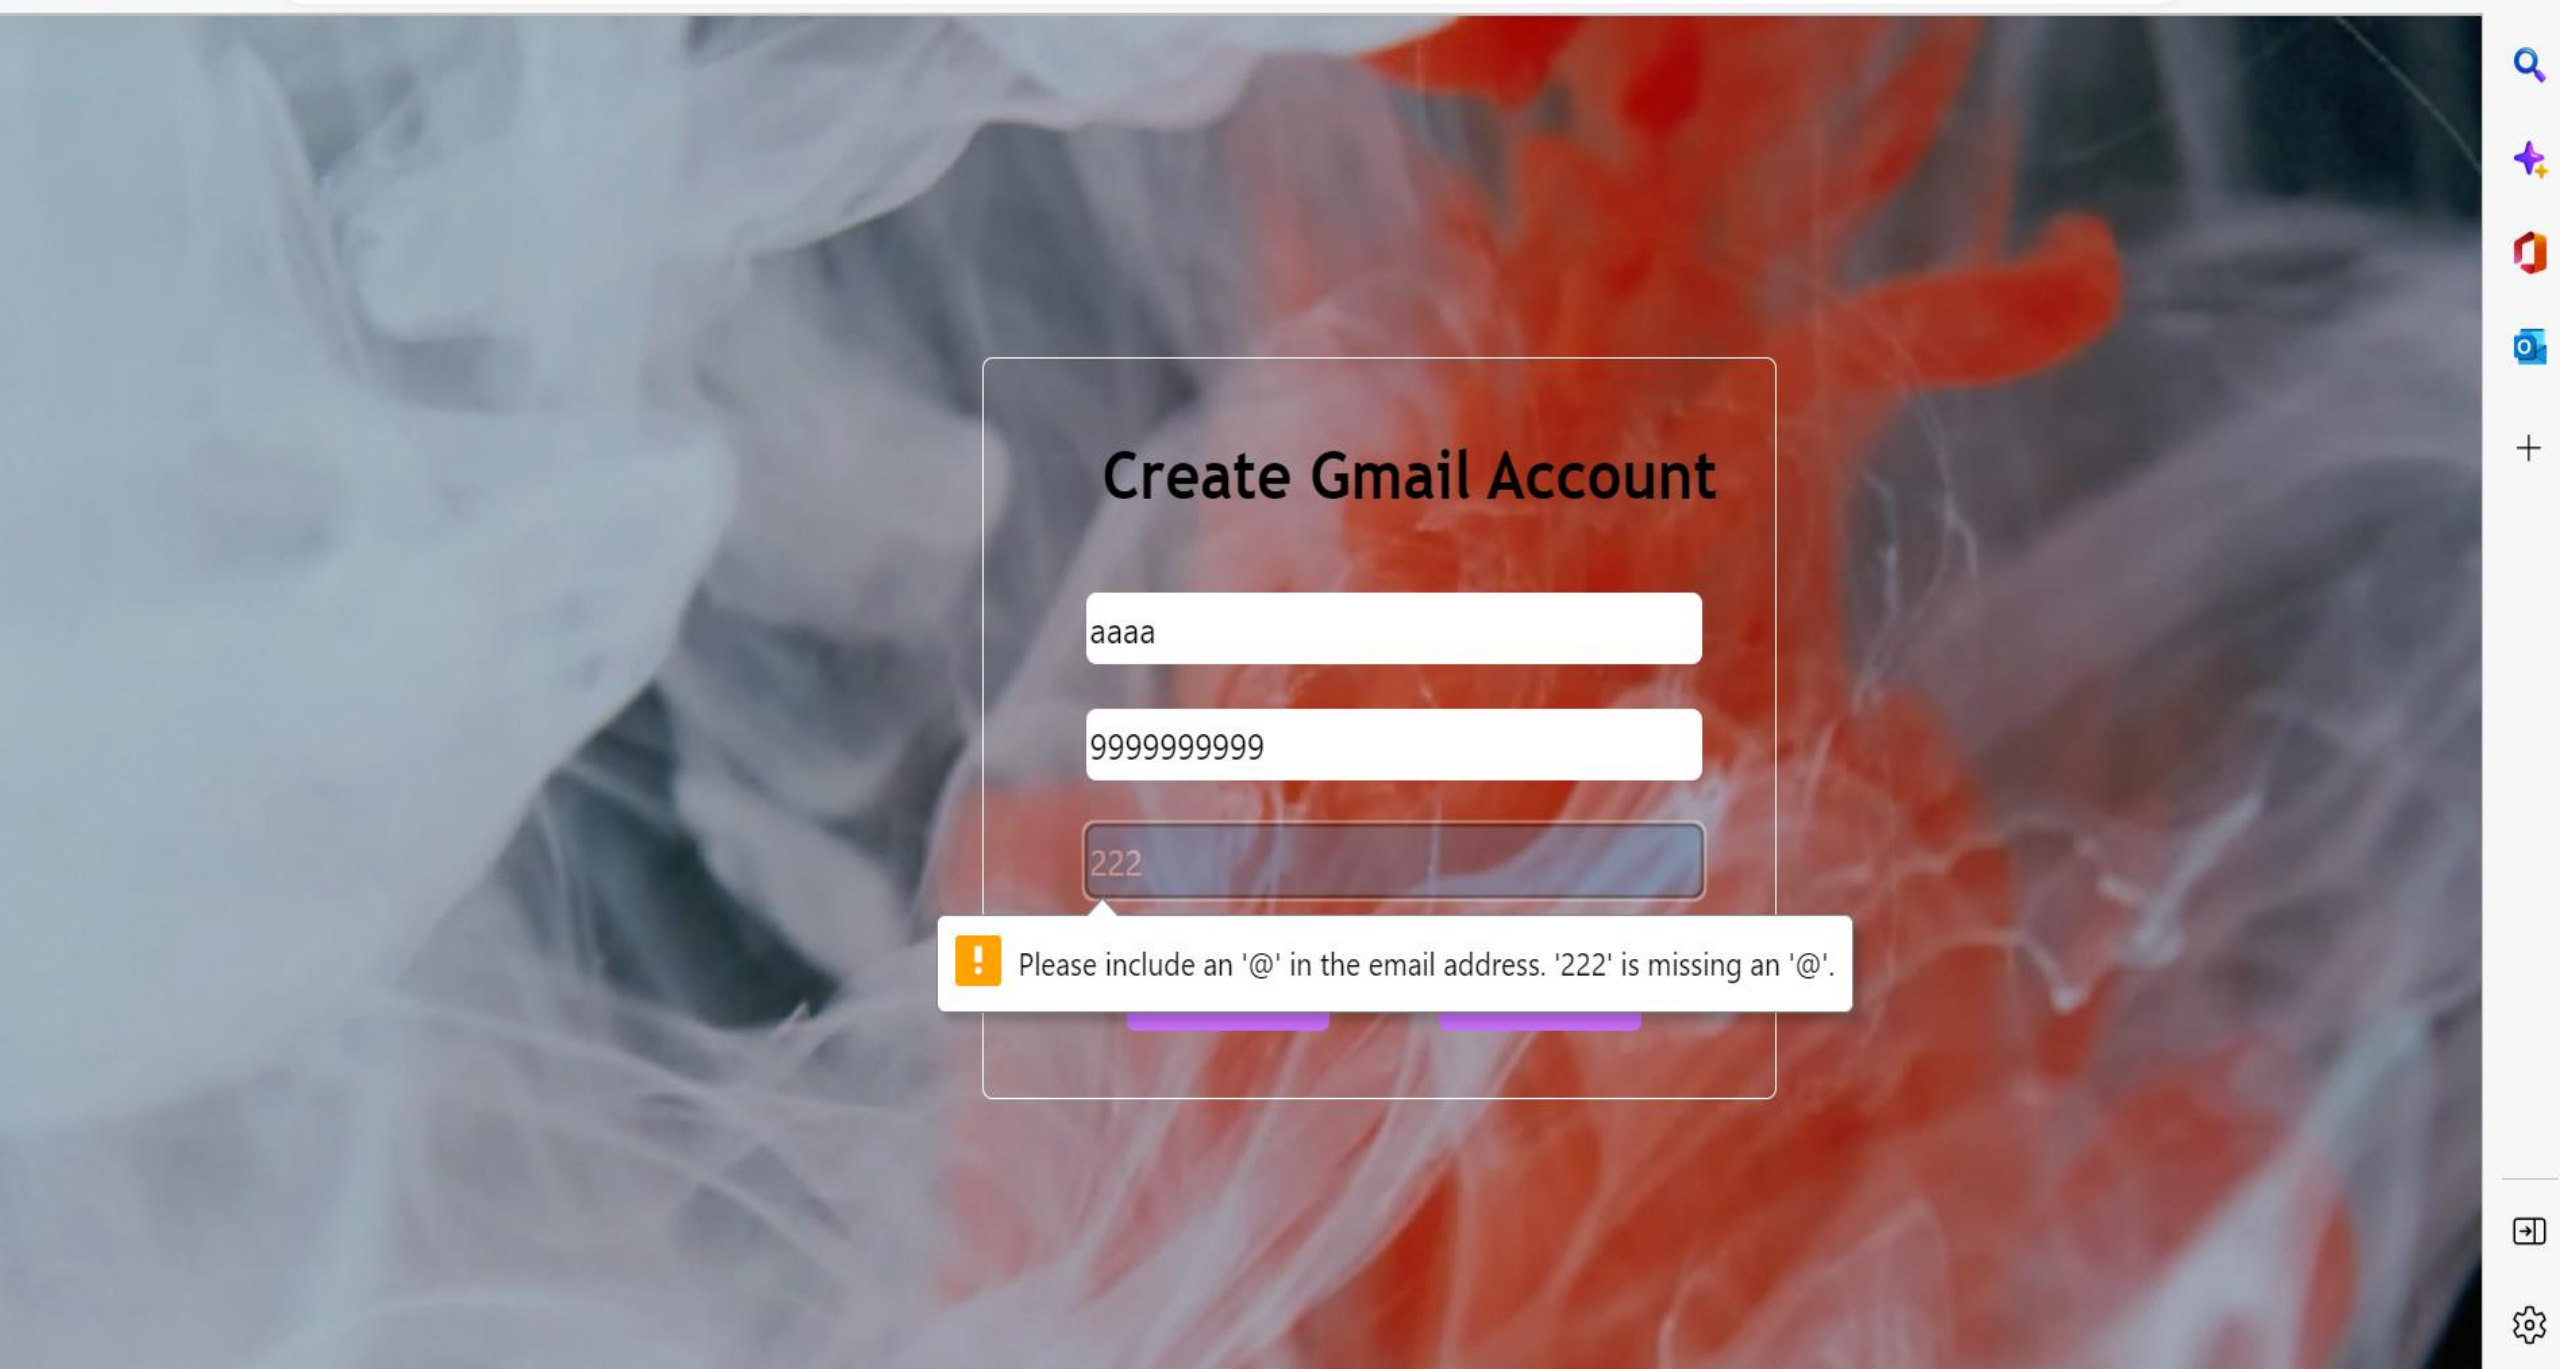 Create Gmail Account
aaaa
9999999999
222
Please include an '@' in the email address. '222' is missing an '@'.